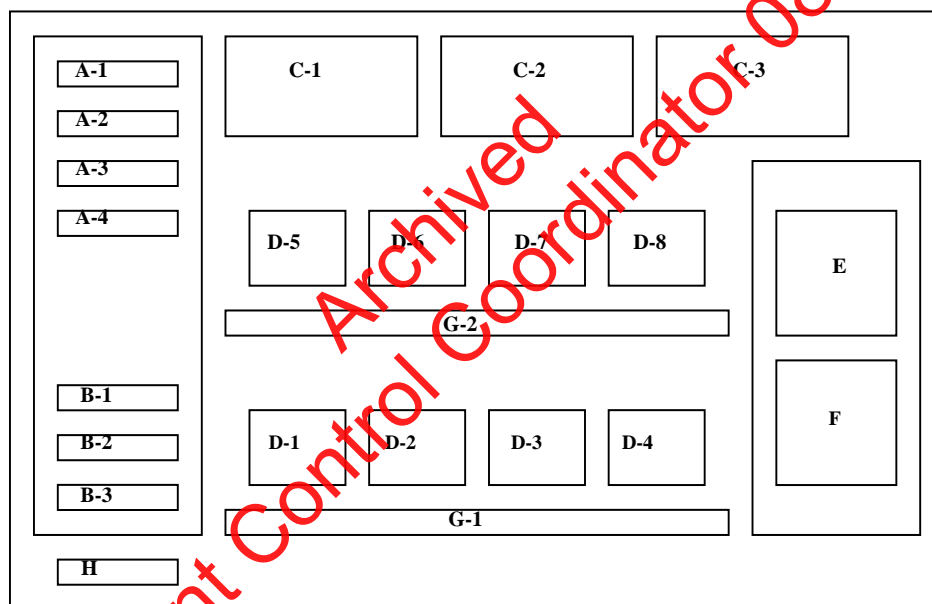 A-1
A-2
A-3
A-4
B-1
B-2
B-3
H
C-1
C-2
C-3
D-5
D-6
D-7
D-8
G-2
D-1
D-2
D-3
D-4
G-1
E
F
Archived
Control Coordinator